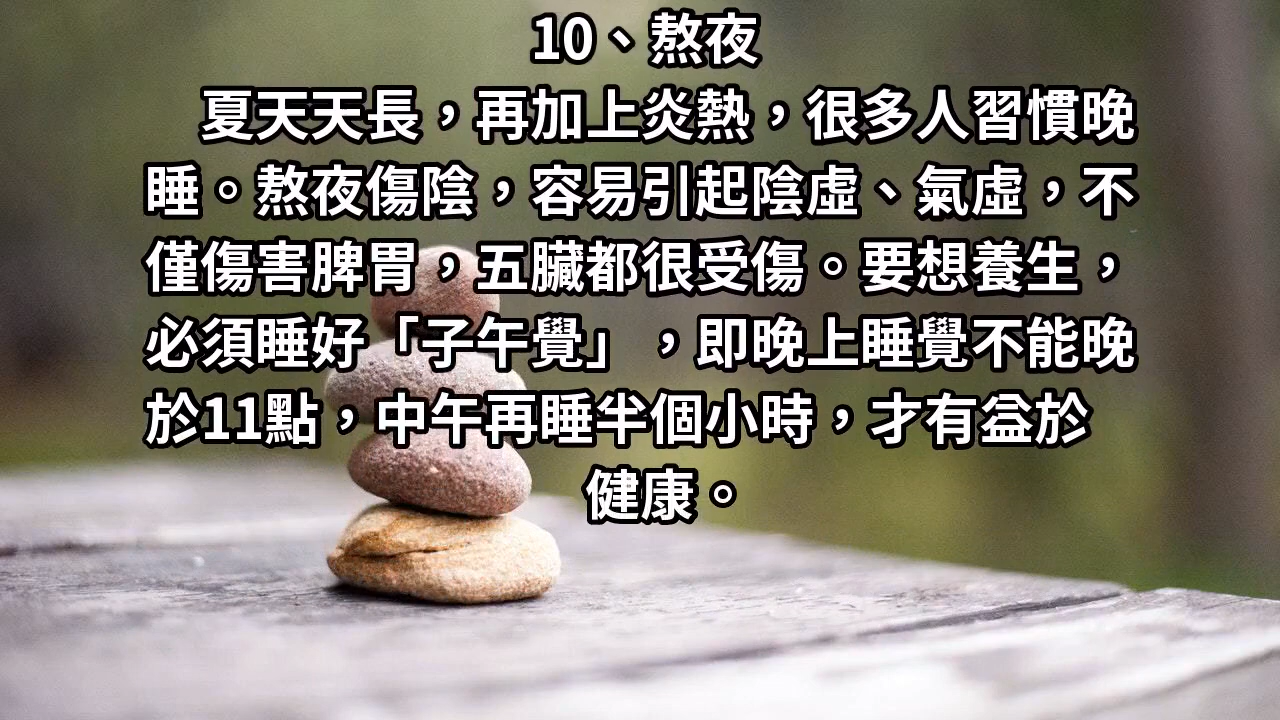 10、熬夜
夏天天長，再加上炎熱，很多人習慣晚
睡。熬夜傷陰，容易引起陰虛、氣虛，不
僅傷害脾胃，五臟都很受傷。要想養生，
必須睡好「子午覺」，即晚上睡覺不能晚
於11點，中午再睡半個小時，才有益於
健康。